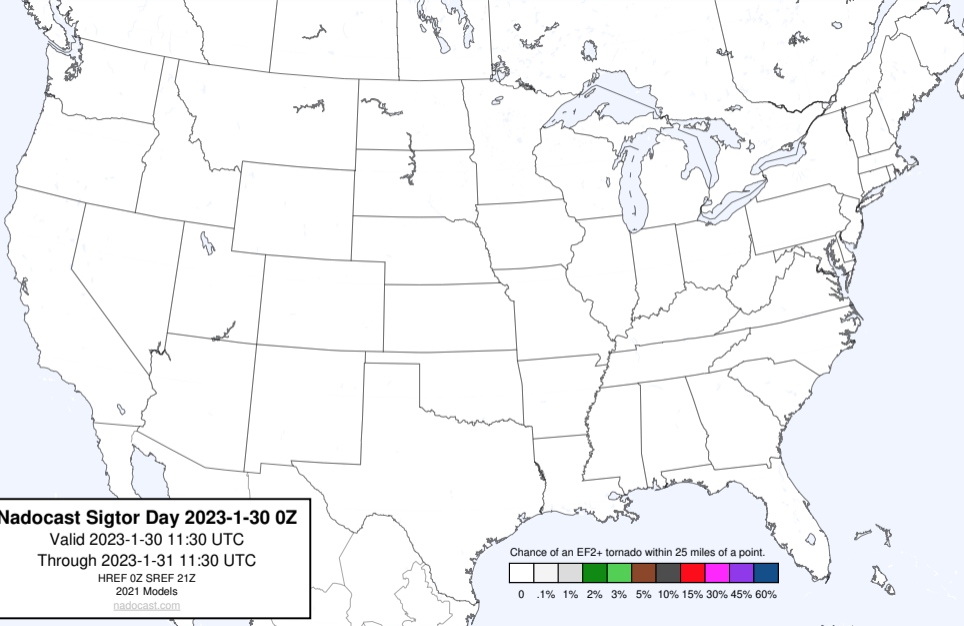 Nadocast Sigtor Day 2023-1-30 0Z
Valid 2023-1-30 11:30 UTC
Through 2023-1-31 11:30 UTC
HREF 0Z SREF 21Z
2021 Models
nadocast.com
Chance of an EF2+ tornado within 25 miles of a point.
0 .1% 1% 2% 3% 5% 10% 15% 30% 45% 60%